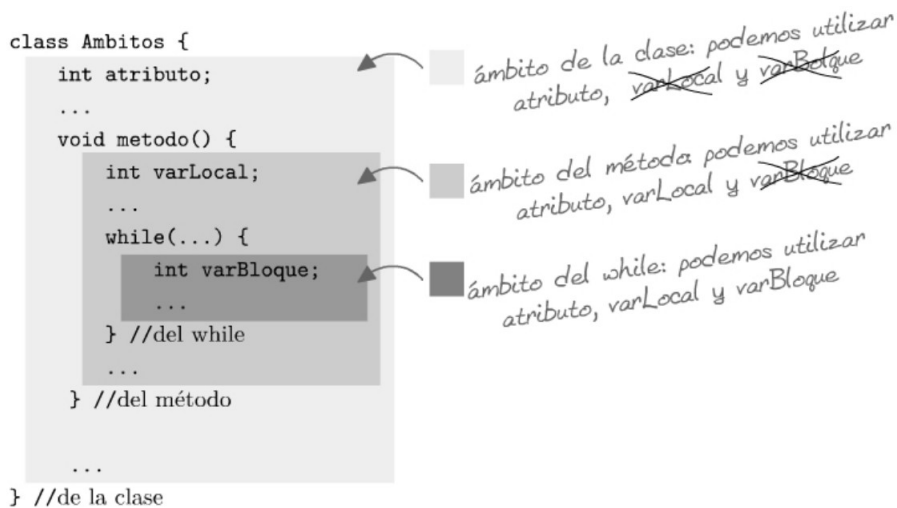 class Ambitos {
int atributo;
...
void metodo() {
int varLocal;
...
while(...) {
int varBloque;
...
} //del while
...
} //del método
...
} //de la clase
ámbito de la clase: podemos utilizar
atributo, varLocal y varBolque
ámbito del método: podemos utilizar
atributo, varLocal y varBloque
ámbito del while: podemos utilizar
atributo, varLocal y varBloque